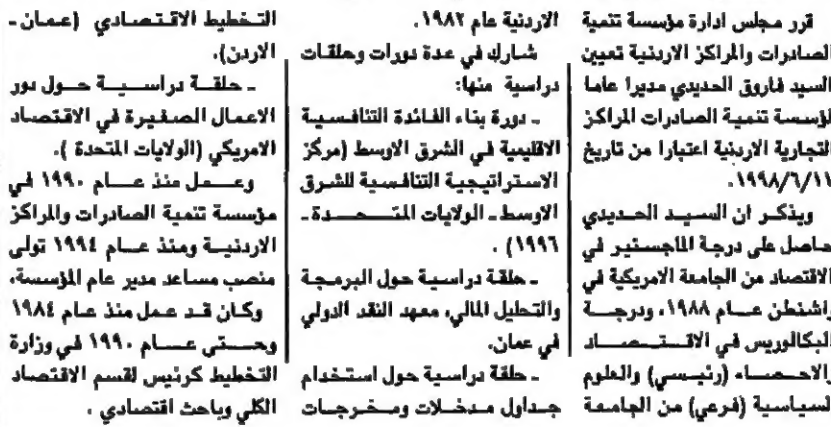 قرر مجلس ادارة مؤسسة تنمية
الصادرات والمراكز الاردنية تعيين
السيد فاروق الحديدي مديرا عاما
لمؤسسة تنمية الصادرات المراكز
التجارية الاردنية اعتبارا من تاريخ
١٩٩٨/٦/١١.
ويذكر ان السيد الحديدي
حاصل على درجة الماجستير في
الاقتصاد من الجامعة الامريكية في
واشنطن عام ١٩٨٨، ودرجة
البكالوريس في الاقتصاد
والاحصاء (رئيسي) والعلوم
السياسية (فرعي) من الجامعة
الاردنية عام ١٩٨٢.
شارك في عدة دورات وحلقات
دراسية منها:
ـ دورة بناء الفائدة التنافسية
الاقليمية في الشرق الاوسط (مركز
الاستراتيجية التنافسية للشرق
الاوسط ـ الولايات المتحدة ـ
١٩٩٦) .
ـ حلقة دراسية حول البرمجة
والتحليل المالي، معهد النقد الدولي
في عمان.
ـ حلقة دراسية حول استخدام
جداول مدخلات ومخرجات
التخطيط الاقتصادي (عمان ـ
الاردن).
ـ حلقة دراسية حول دور
الاعمال الصغيرة في الاقتصاد
الامريكي (الولايات المتحدة ).
وعمل منذ عام ١٩٩٠ في
مؤسسة تنمية الصادرات والمراكز
الاردنية ومنذ عام ١٩٩٤ تولى
منصب مساعد مدير عام المؤسسة،
وكان قد عمل منذ عام ١٩٨٤
وحتى عام ١٩٩٠ في وزارة
التخطيط كرئيس لقسم الاقتصاد
الكلي وباحث اقتصادي .